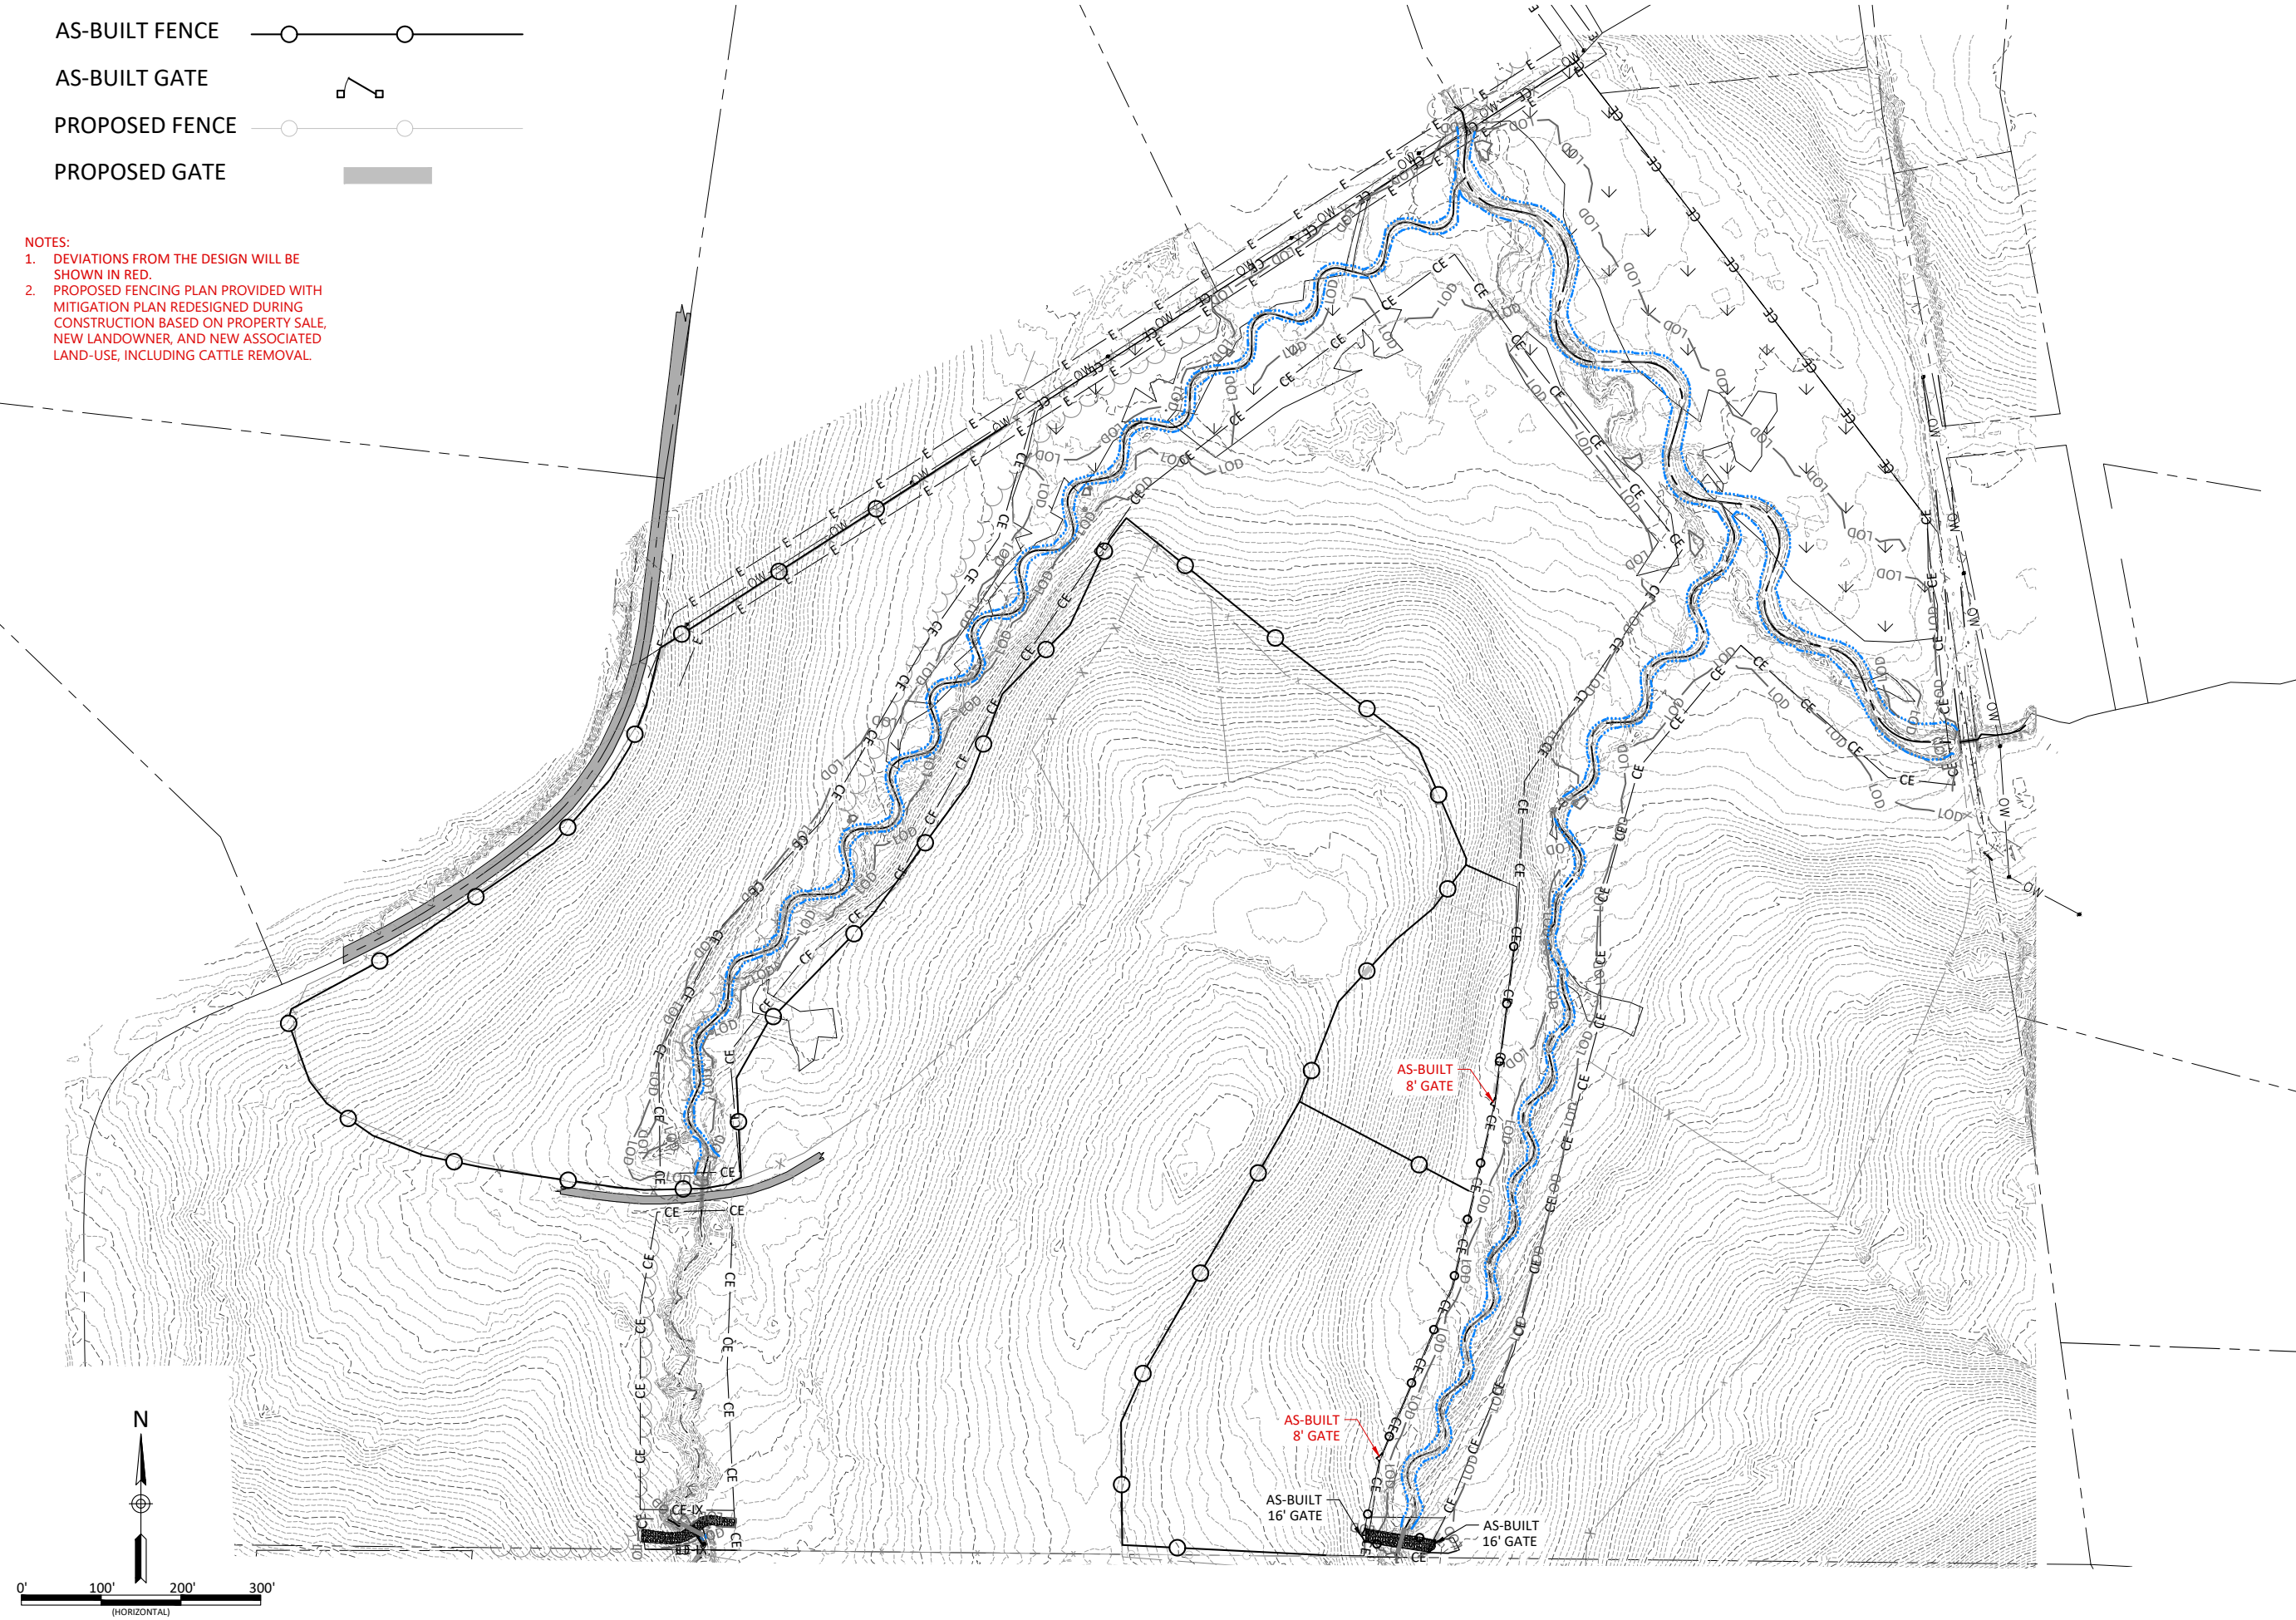 AS-BUILT FENCE
AS-BUILT GATE
PROPOSED FENCE
PROPOSED GATE
NOTES:
1. DEVIATIONS FROM THE DESIGN WILL BE
SHOWN IN RED.
2. PROPOSED FENCING PLAN PROVIDED WITH
MITIGATION PLAN REDESIGNED DURING
CONSTRUCTION BASED ON PROPERTY SALE,
NEW LANDOWNER, AND NEW ASSOCIATED
LAND-USE, INCLUDING CATTLE REMOVAL.
AS-BUILT
8' GATE
AS-BUILT
8' GATE
AS-BUILT
16' GATE
AS-BUILT
16' GATE
CE
LOD
OW
E
CE-IX
N
0' 100' 200' 300'
(HORIZONTAL)